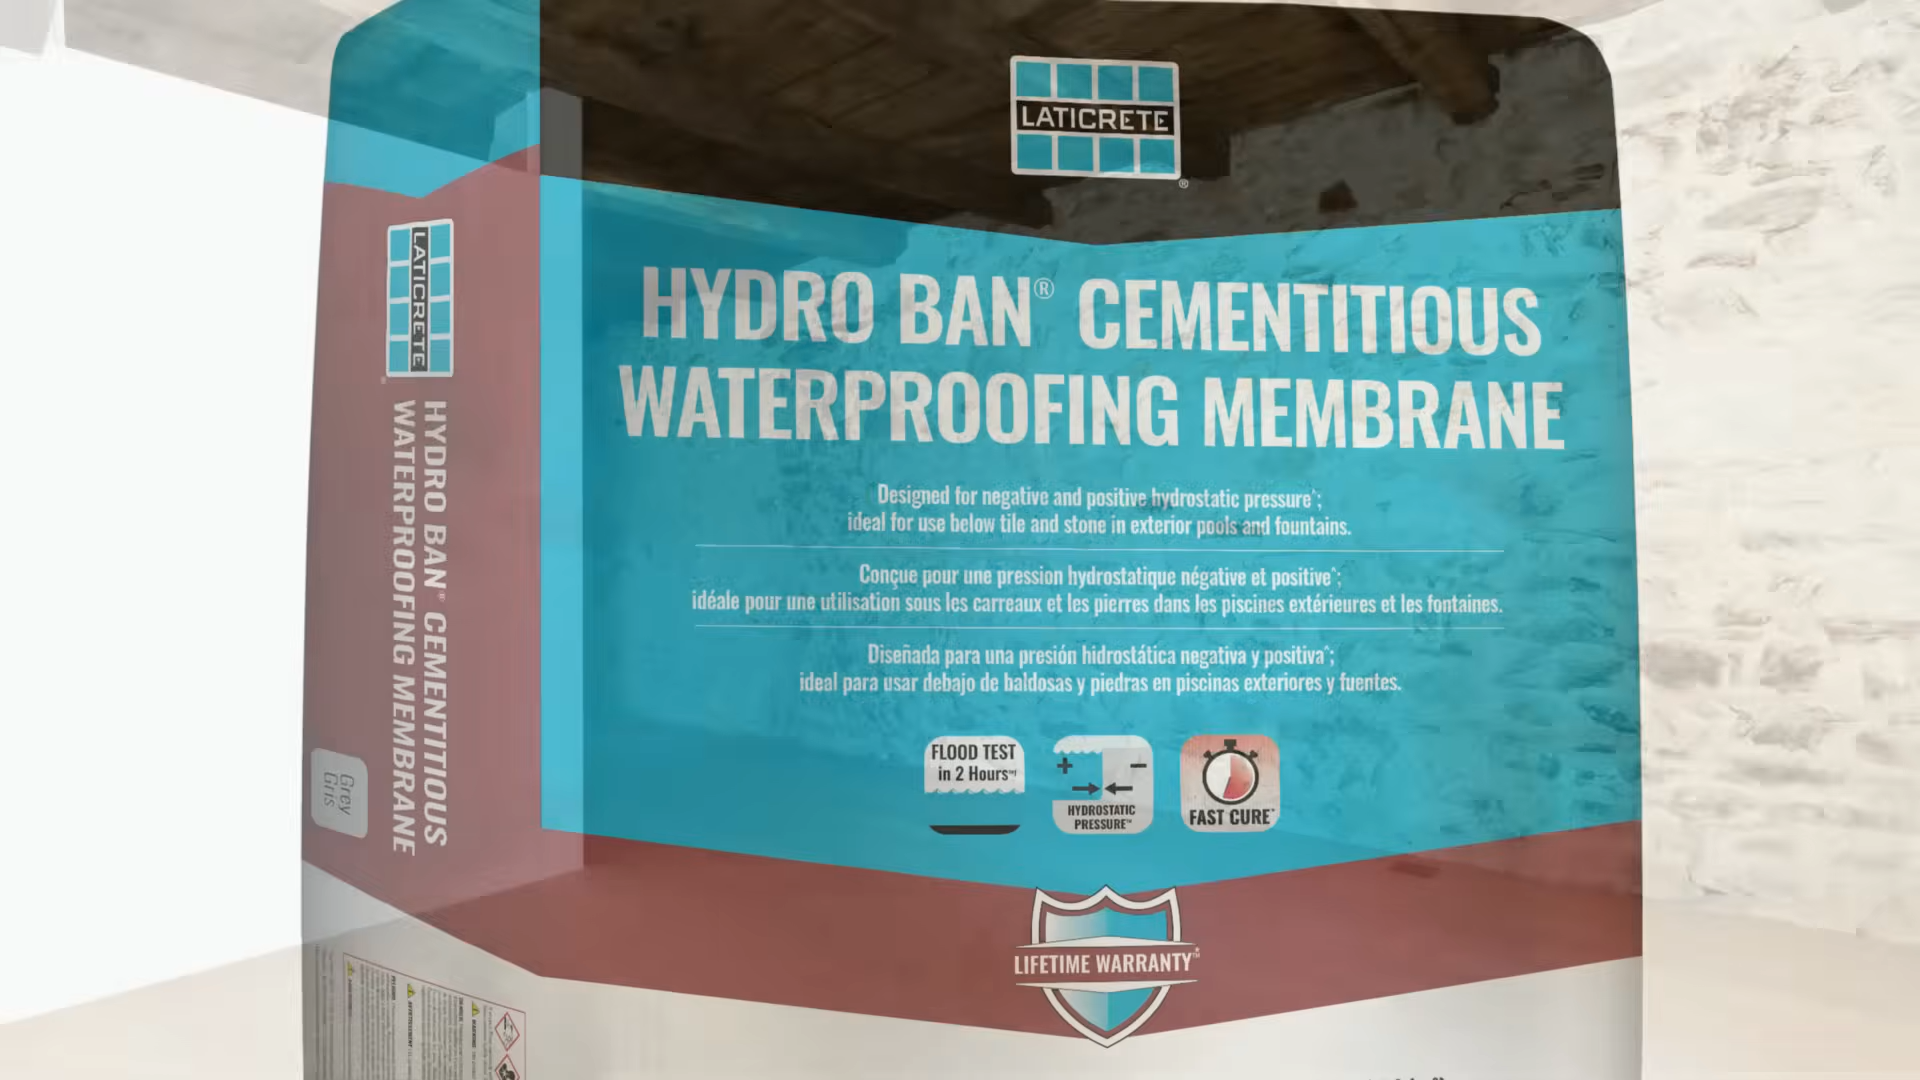 LATICRETE
®
HYDRO BAN® CEMENTITIOUS
WATERPROOFING MEMBRANE
Designed for negative and positive hydrostatic pressure^;
ideal for use below tile and stone in exterior pools and fountains.
Conçue pour une pression hydrostatique négative et positive^;
idéale pour une utilisation sous les carreaux et les pierres dans les piscines extérieures et les fontaines.
Diseñada para una presión hidrostática negativa y positiva^;
ideal para usar debajo de baldosas y piedras en piscinas exteriores y fuentes.
FLOOD TEST
in 2 Hours
+ −
HYDROSTATIC
PRESSURE
FAST CURE
LIFETIME WARRANTY
LATICRETE
®
HYDRO BAN® CEMENTITIOUS
WATERPROOFING MEMBRANE
Grey
Gris